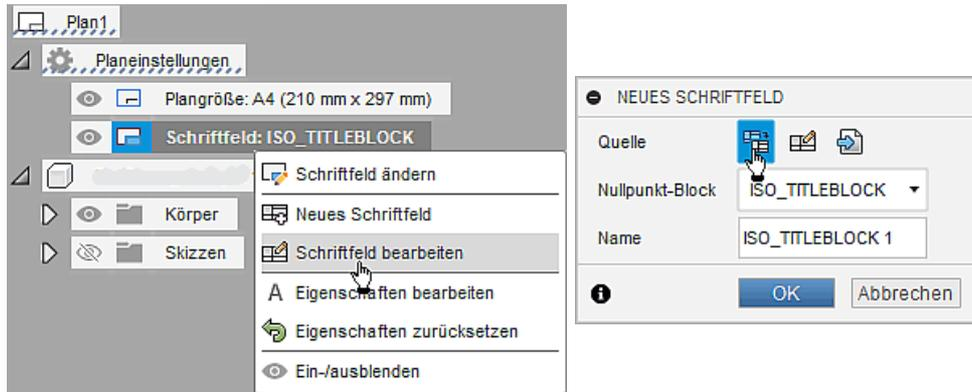 Plan1
Planeinstellungen
Plangröße: A4 (210 mm x 297 mm)
Schriftfeld: ISO_TITLEBLOCK
Körper
Skizzen
Schriftfeld ändern
Neues Schriftfeld
Schriftfeld bearbeiten
A Eigenschaften bearbeiten
Eigenschaften zurücksetzen
Ein-/ausblenden
NEUES SCHRIFTFELD
Quelle
Nullpunkt-Block ISO_TITLEBLOCK
Name ISO_TITLEBLOCK 1
OK Abbrechen